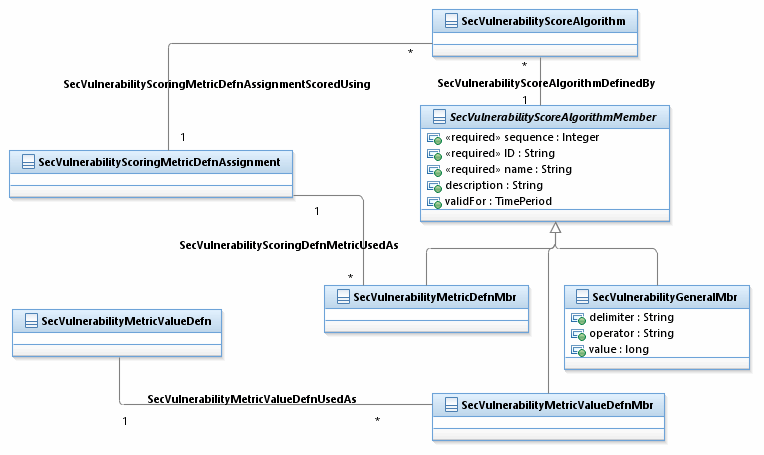 SecVulnerabilityScoreAlgorithm
*
*
SecVulnerabilityScoringMetricDefnAssignmentScoredUsing
SecVulnerabilityScoreAlgorithmDefinedBy
1
1
SecVulnerabilityScoreAlgorithmMember
«required» sequence : Integer
«required» ID : String
«required» name : String
description : String
validFor : TimePeriod
SecVulnerabilityScoringMetricDefnAssignment
1
SecVulnerabilityScoringDefnMetricUsedAs
*
SecVulnerabilityMetricDefnMbr
SecVulnerabilityGeneralMbr
delimiter : String
operator : String
value : long
SecVulnerabilityMetricValueDefn
SecVulnerabilityMetricValueDefnUsedAs
1
*
SecVulnerabilityMetricValueDefnMbr